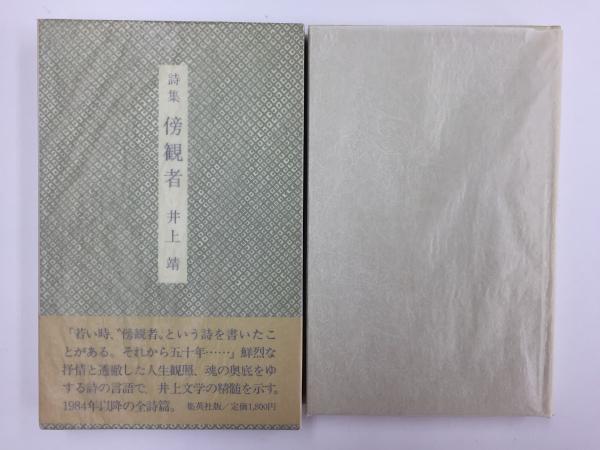 詩集
傍観者
井上靖
「若い時、〝傍観者〟という詩を書いたこ
とがある。それから五十年……」鮮烈な
抒情と透徹した人生観照、魂の奥底をゆ
する詩の言語で、井上文学の精髄を示す。
1984年以降の全詩篇。 集英社版／定価1,800円